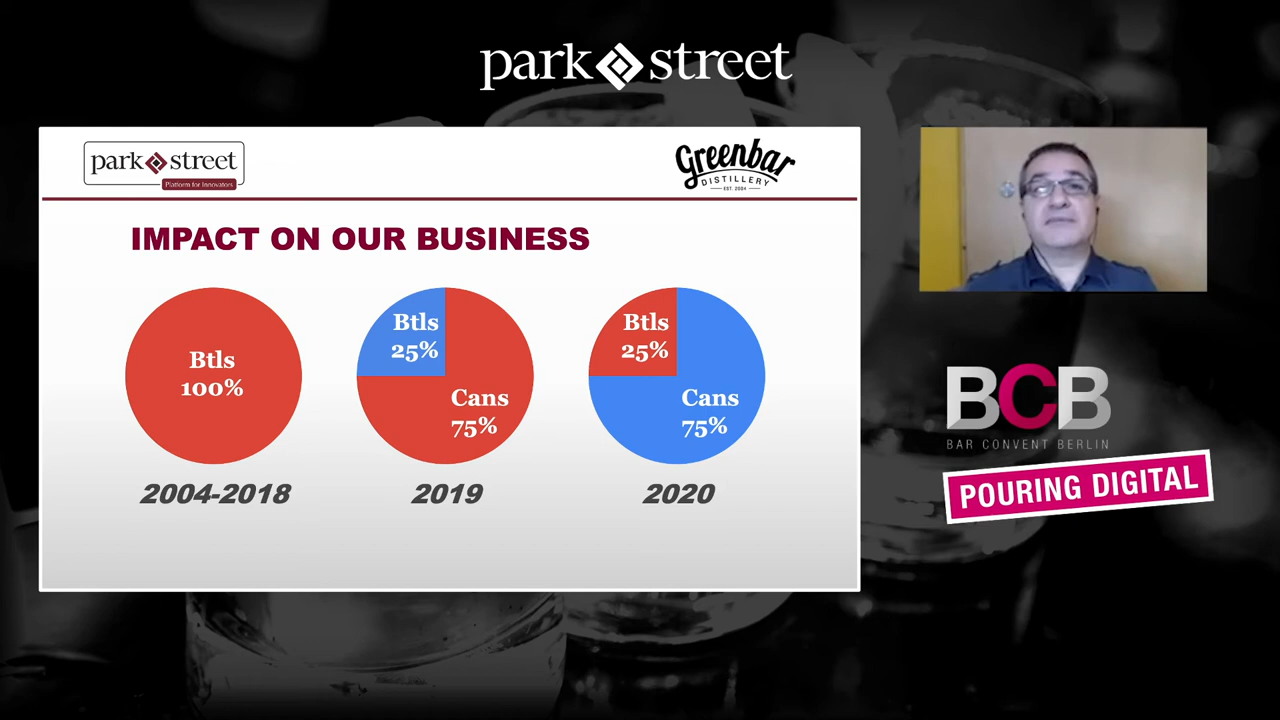 park street
park street
Platform for Innovators
Greenbar
DISTILLERY
EST. 2004
IMPACT ON OUR BUSINESS
Btls
100%
2004-2018
Btls
25%
Cans
75%
2019
Btls
25%
Cans
75%
2020
BCB
BAR CONVENT BERLIN
POURING DIGITAL